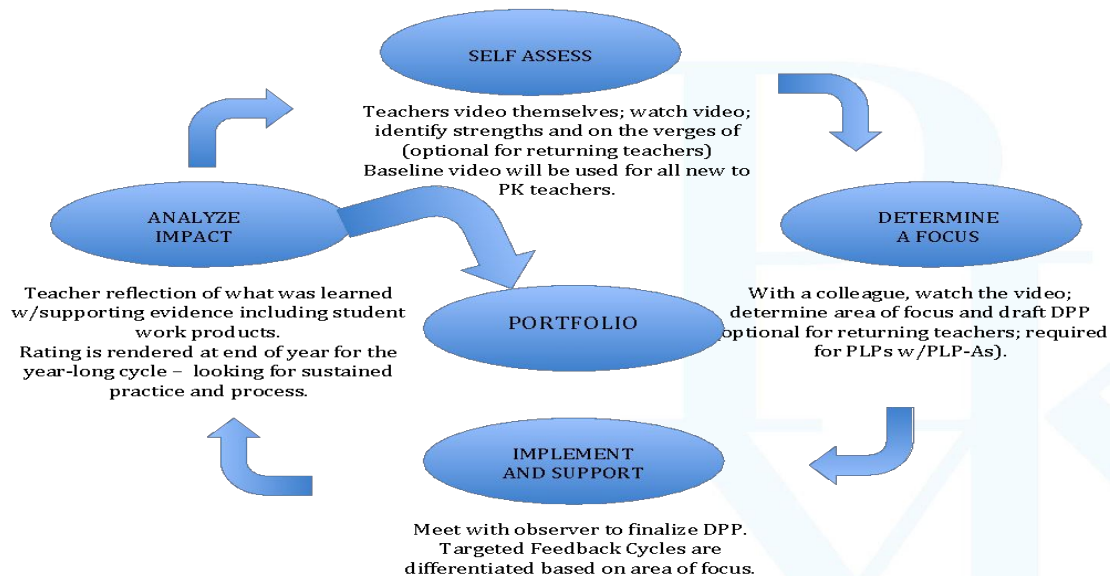 SELF ASSESS
Teachers video themselves; watch video;
identify strengths and on the verges of
(optional for returning teachers)
Baseline video will be used for all new to
PK teachers.
DETERMINE
A FOCUS
With a colleague, watch the video;
determine area of focus and draft DPP
(optional for returning teachers; required
for PLPs w/PLP-As).
IMPLEMENT
AND SUPPORT
Meet with observer to finalize DPP.
Targeted Feedback Cycles are
differentiated based on area of focus.
ANALYZE
IMPACT
Teacher reflection of what was learned
w/supporting evidence including student
work products.
Rating is rendered at end of year for the
year-long cycle – looking for sustained
practice and process.
PORTFOLIO